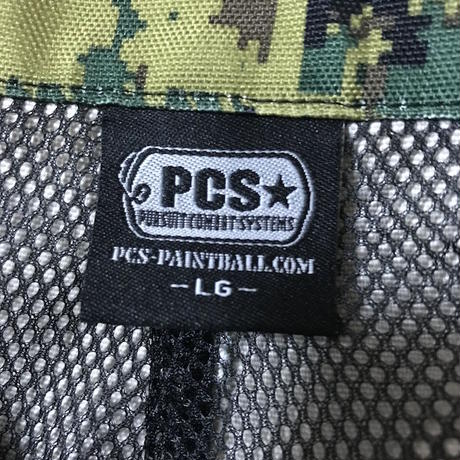 PCS★
PURSUIT COMBAT SYSTEMS
PCS-PAINTBALL.COM
-LG-